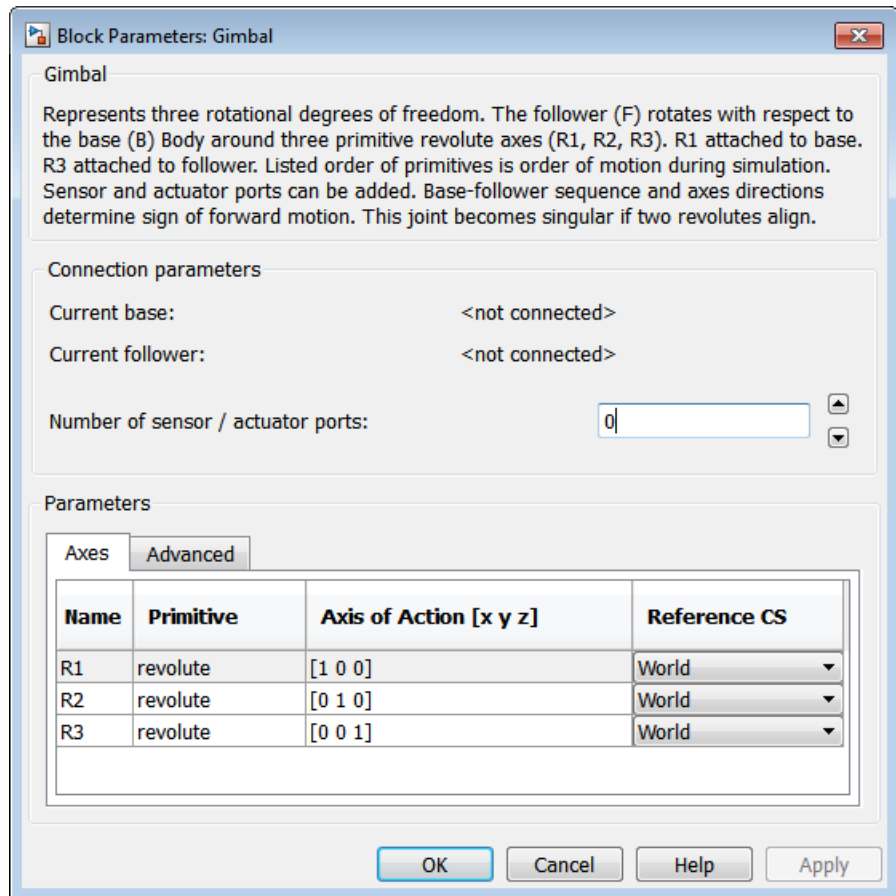 Block Parameters: Gimbal
Gimbal
Represents three rotational degrees of freedom. The follower (F) rotates with respect to
the base (B) Body around three primitive revolute axes (R1, R2, R3). R1 attached to base.
R3 attached to follower. Listed order of primitives is order of motion during simulation.
Sensor and actuator ports can be added. Base-follower sequence and axes directions
determine sign of forward motion. This joint becomes singular if two revolutes align.
Connection parameters
Current base: <not connected>
Current follower: <not connected>
Number of sensor / actuator ports: 0
Parameters
Axes Advanced
Name Primitive Axis of Action [x y z] Reference CS
R1 revolute [1 0 0] World
R2 revolute [0 1 0] World
R3 revolute [0 0 1] World
OK Cancel Help Apply